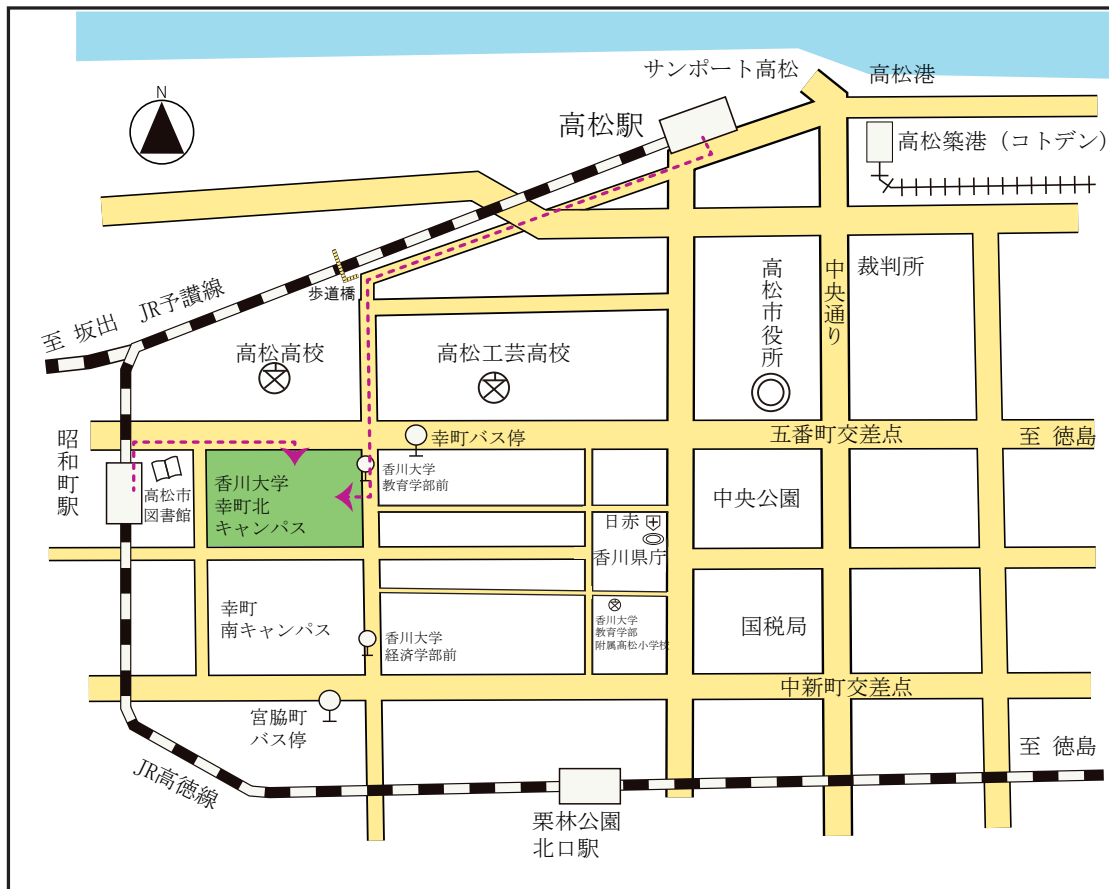 サンポート高松
高松港
N
高松駅
高松築港（コトデン）
中央通り
裁判所
高松市役所
歩道橋
至 坂出
JR予讃線
高松高校
高松工芸高校
昭和町駅
幸町バス停
五番町交差点
至 徳島
高松市
図書館
香川大学
幸町北
キャンパス
香川大学
教育学部前
中央公園
日赤
香川県庁
幸町
南キャンパス
香川大学
経済学部前
香川大学
教育学部
附属高松小学校
国税局
中新町交差点
宮脇町
バス停
至 徳島
JR高徳線
栗林公園
北口駅